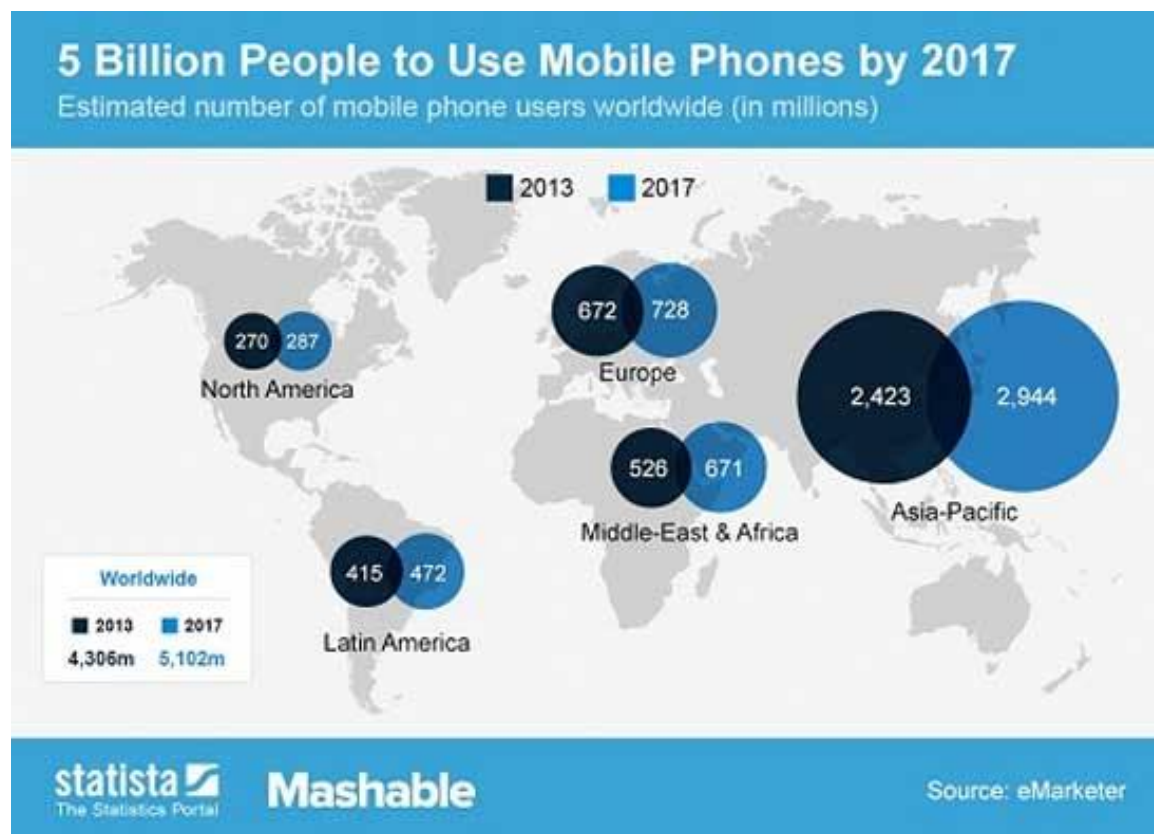 5 Billion People to Use Mobile Phones by 2017
Estimated number of mobile phone users worldwide (in millions)
2013 2017
270 287
North America
672 728
Europe
2,423 2,944
Asia-Pacific
526 671
Middle-East & Africa
415 472
Latin America
Worldwide
2013 2017
4,306m 5,102m
statista
The Statistics Portal
Mashable
Source: eMarketer